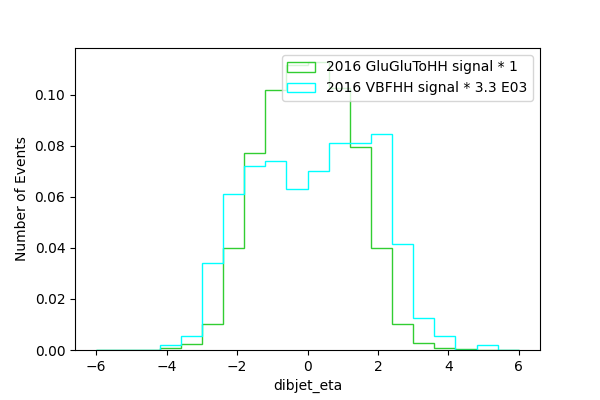 2016 GluGluToHH signal * 1
2016 VBFHH signal * 3.3 E03
Number of Events
0.10
0.08
0.06
0.04
0.02
0.00
−6 −4 −2 0 2 4 6
dibjet_eta